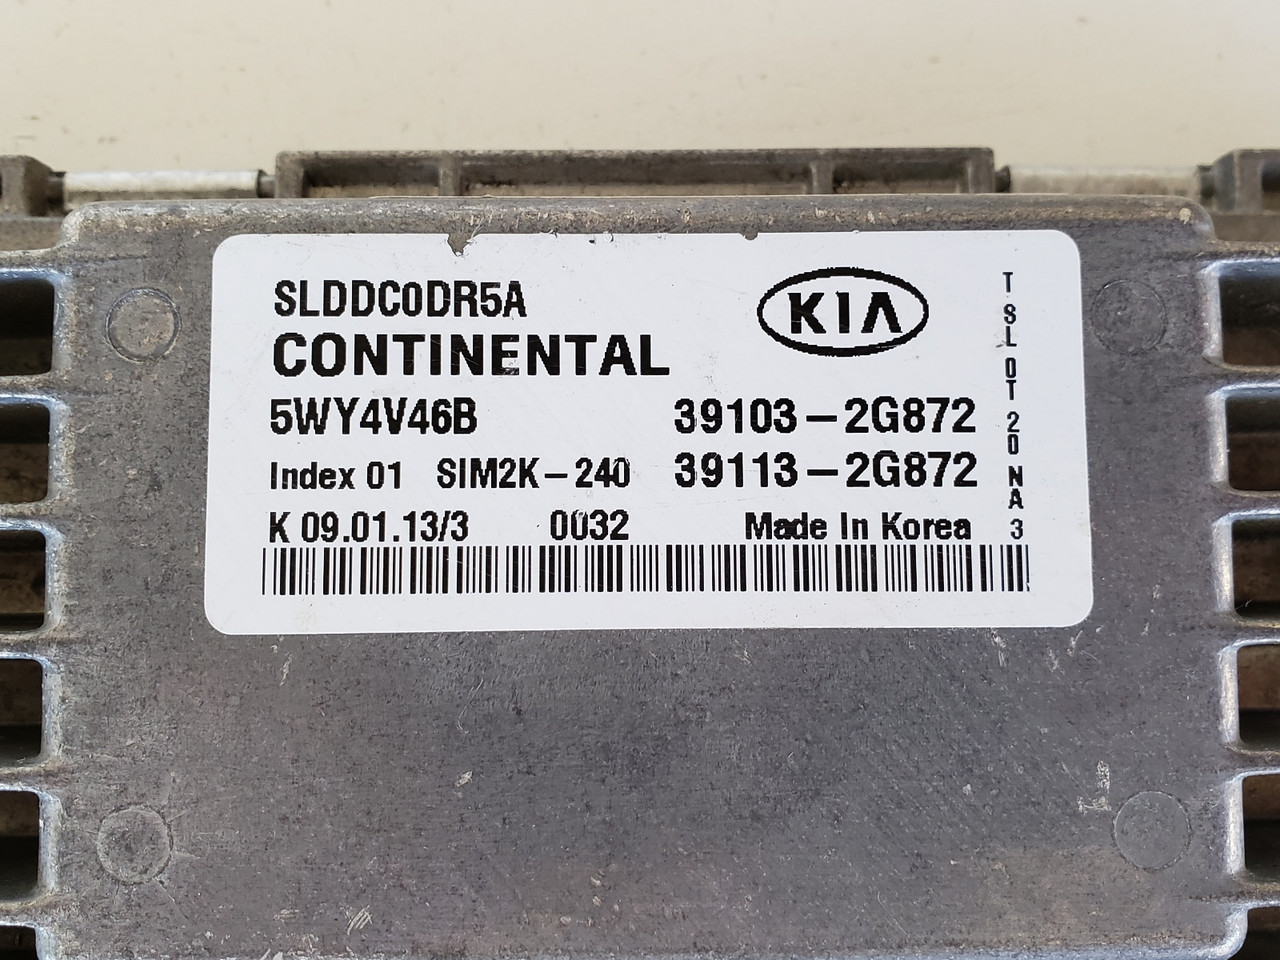 SLDDC0DR5A
CONTINENTAL
KIA
5WY4V46B 39103-2G872
Index 01 SIM2K-240 39113-2G872
K 09.01.13/3 0032 Made In Korea
T SL 0T 20 NA 3